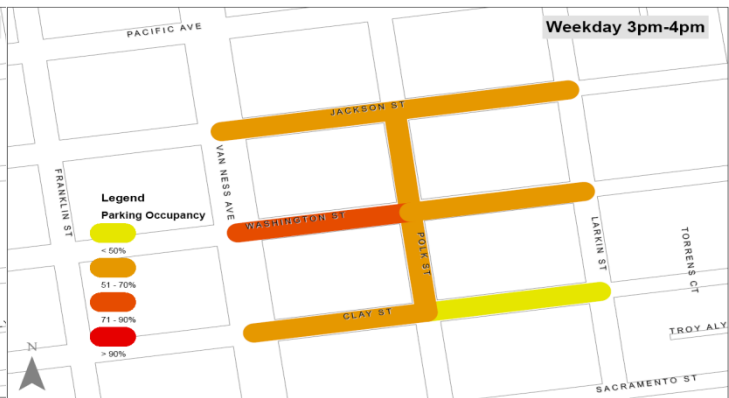 Weekday 3pm-4pm
PACIFIC AVE
JACKSON ST
VAN NESS AVE
FRANKLIN ST
Legend
Parking Occupancy
< 50%
51 - 70%
71 - 90%
> 90%
WASHINGTON ST
POLK ST
LARKIN ST
TORRENS CT
CLAY ST
TROY ALY
SACRAMENTO ST
N